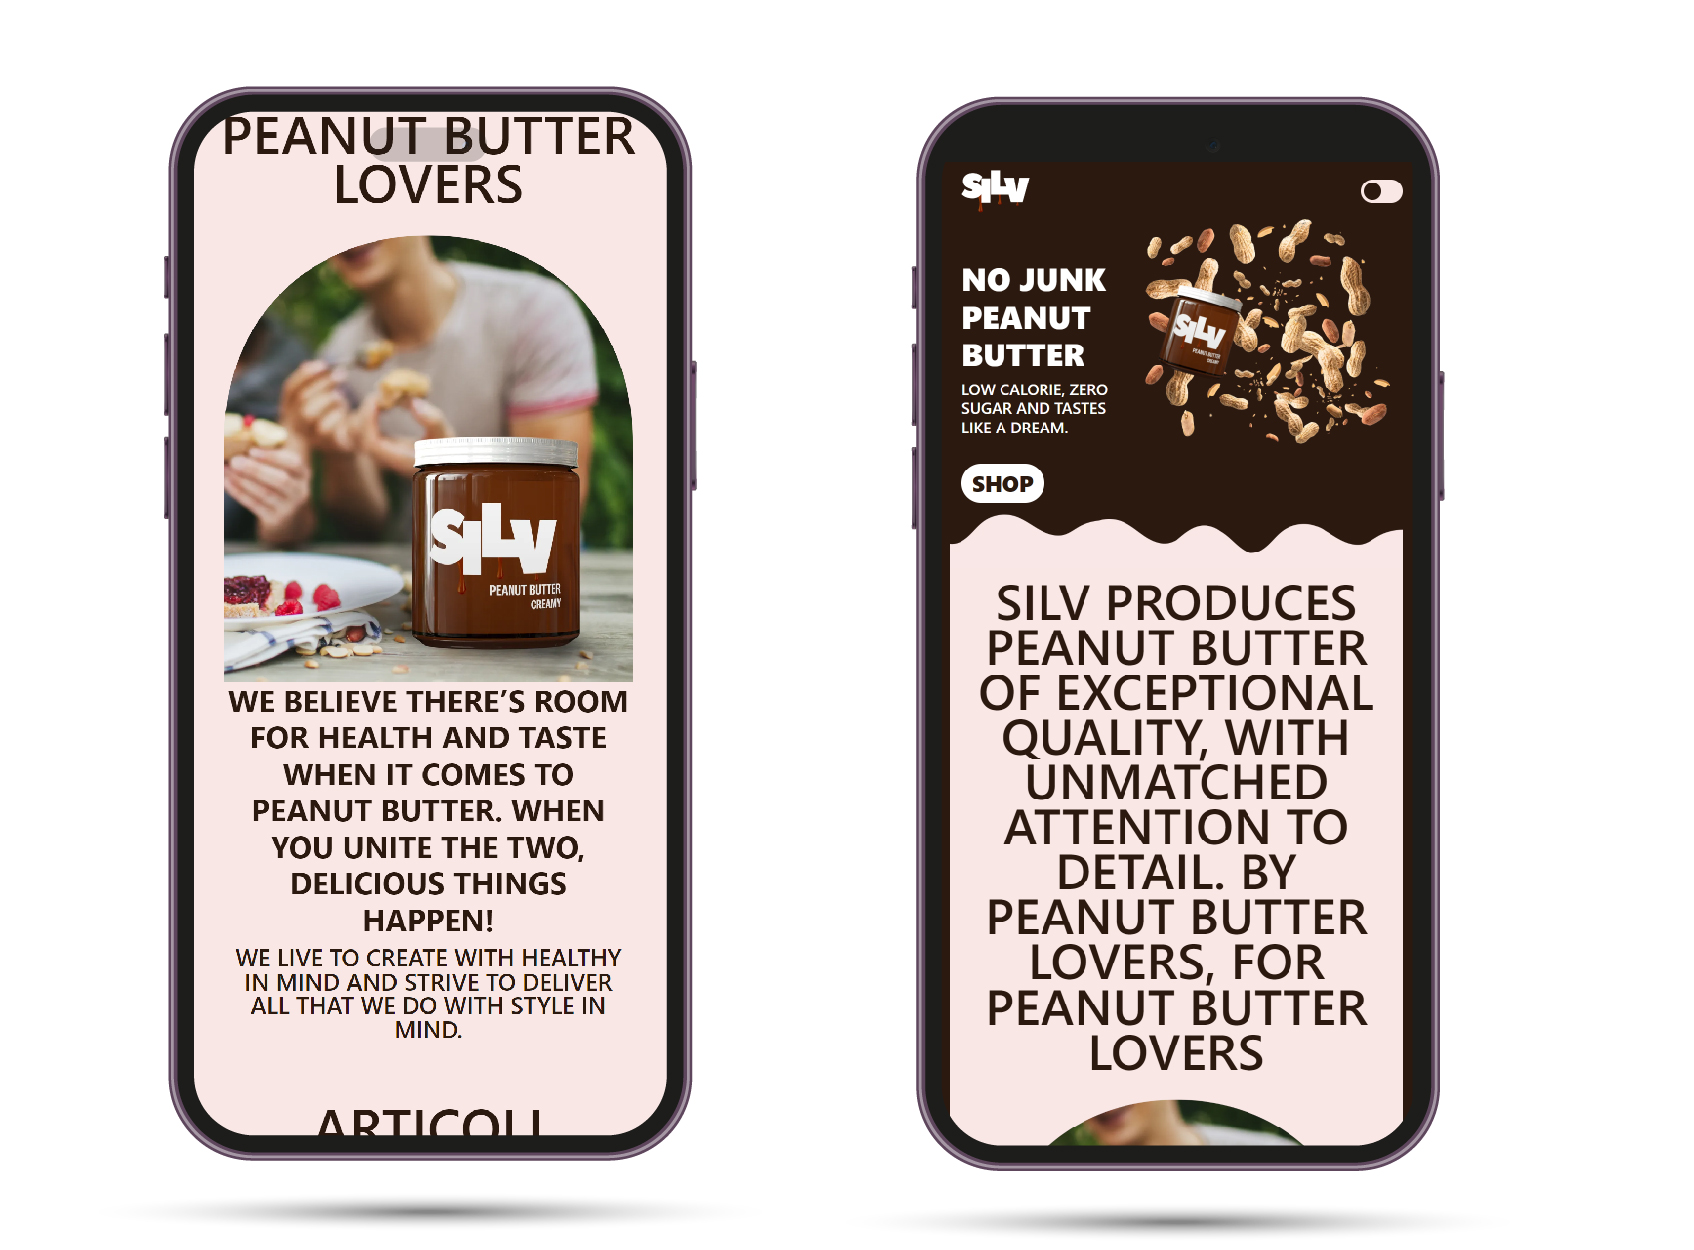 PEANUT BUTTER
LOVERS
SILV
PEANUT BUTTER
CREAMY
WE BELIEVE THERE’S ROOM
FOR HEALTH AND TASTE
WHEN IT COMES TO
PEANUT BUTTER. WHEN
YOU UNITE THE TWO,
DELICIOUS THINGS
HAPPEN!
WE LIVE TO CREATE WITH HEALTHY
IN MIND AND STRIVE TO DELIVER
ALL THAT WE DO WITH STYLE IN
MIND.
ARTICOLI
SILV
NO JUNK
PEANUT
BUTTER
LOW CALORIE, ZERO
SUGAR AND TASTES
LIKE A DREAM.
SHOP
SILV
PEANUT BUTTER
CREAMY
SILV PRODUCES
PEANUT BUTTER
OF EXCEPTIONAL
QUALITY, WITH
UNMATCHED
ATTENTION TO
DETAIL. BY
PEANUT BUTTER
LOVERS, FOR
PEANUT BUTTER
LOVERS